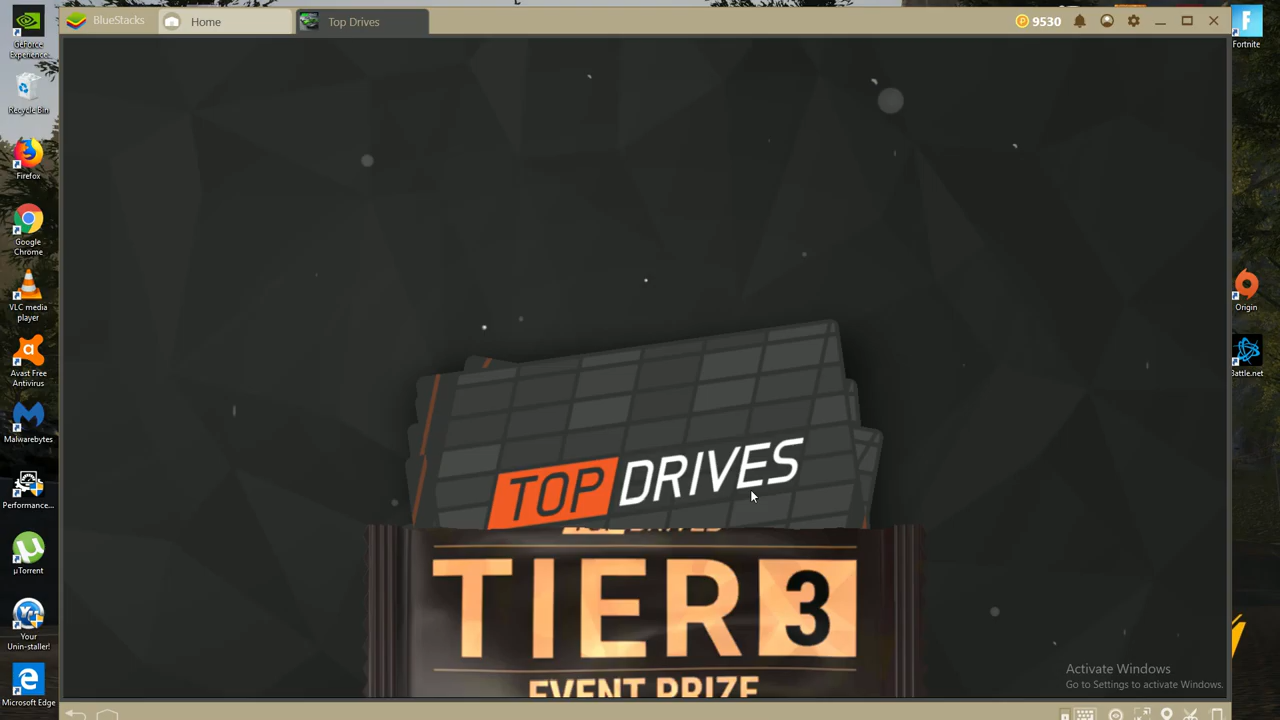 BlueStacks
Home
Top Drives
9530
GeForce
Experience...
Recycle Bin
Firefox
Google
Chrome
VLC media
player
Avast Free
Antivirus
Malwarebytes
Performance...
µTorrent
Your
Unin-staller!
Microsoft Edge
Fortnite
Origin
Battle.net
TOP DRIVES
TIER 3
EVENT PRIZE
Activate Windows
Go to Settings to activate Windows.